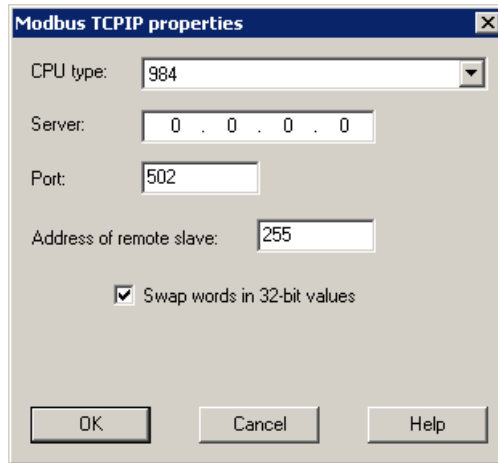 Modbus TCPIP properties
CPU type: 984
Server: 0 . 0 . 0 . 0
Port: 502
Address of remote slave: 255
Swap words in 32-bit values
OK Cancel Help